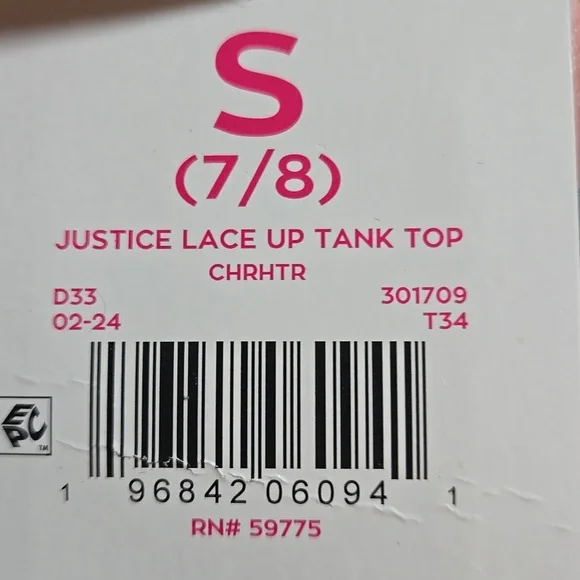 S
(7/8)
JUSTICE LACE UP TANK TOP
CHRHTR
D33 301709
02-24 T34
EPC™
1 96842 06094 1
RN# 59775